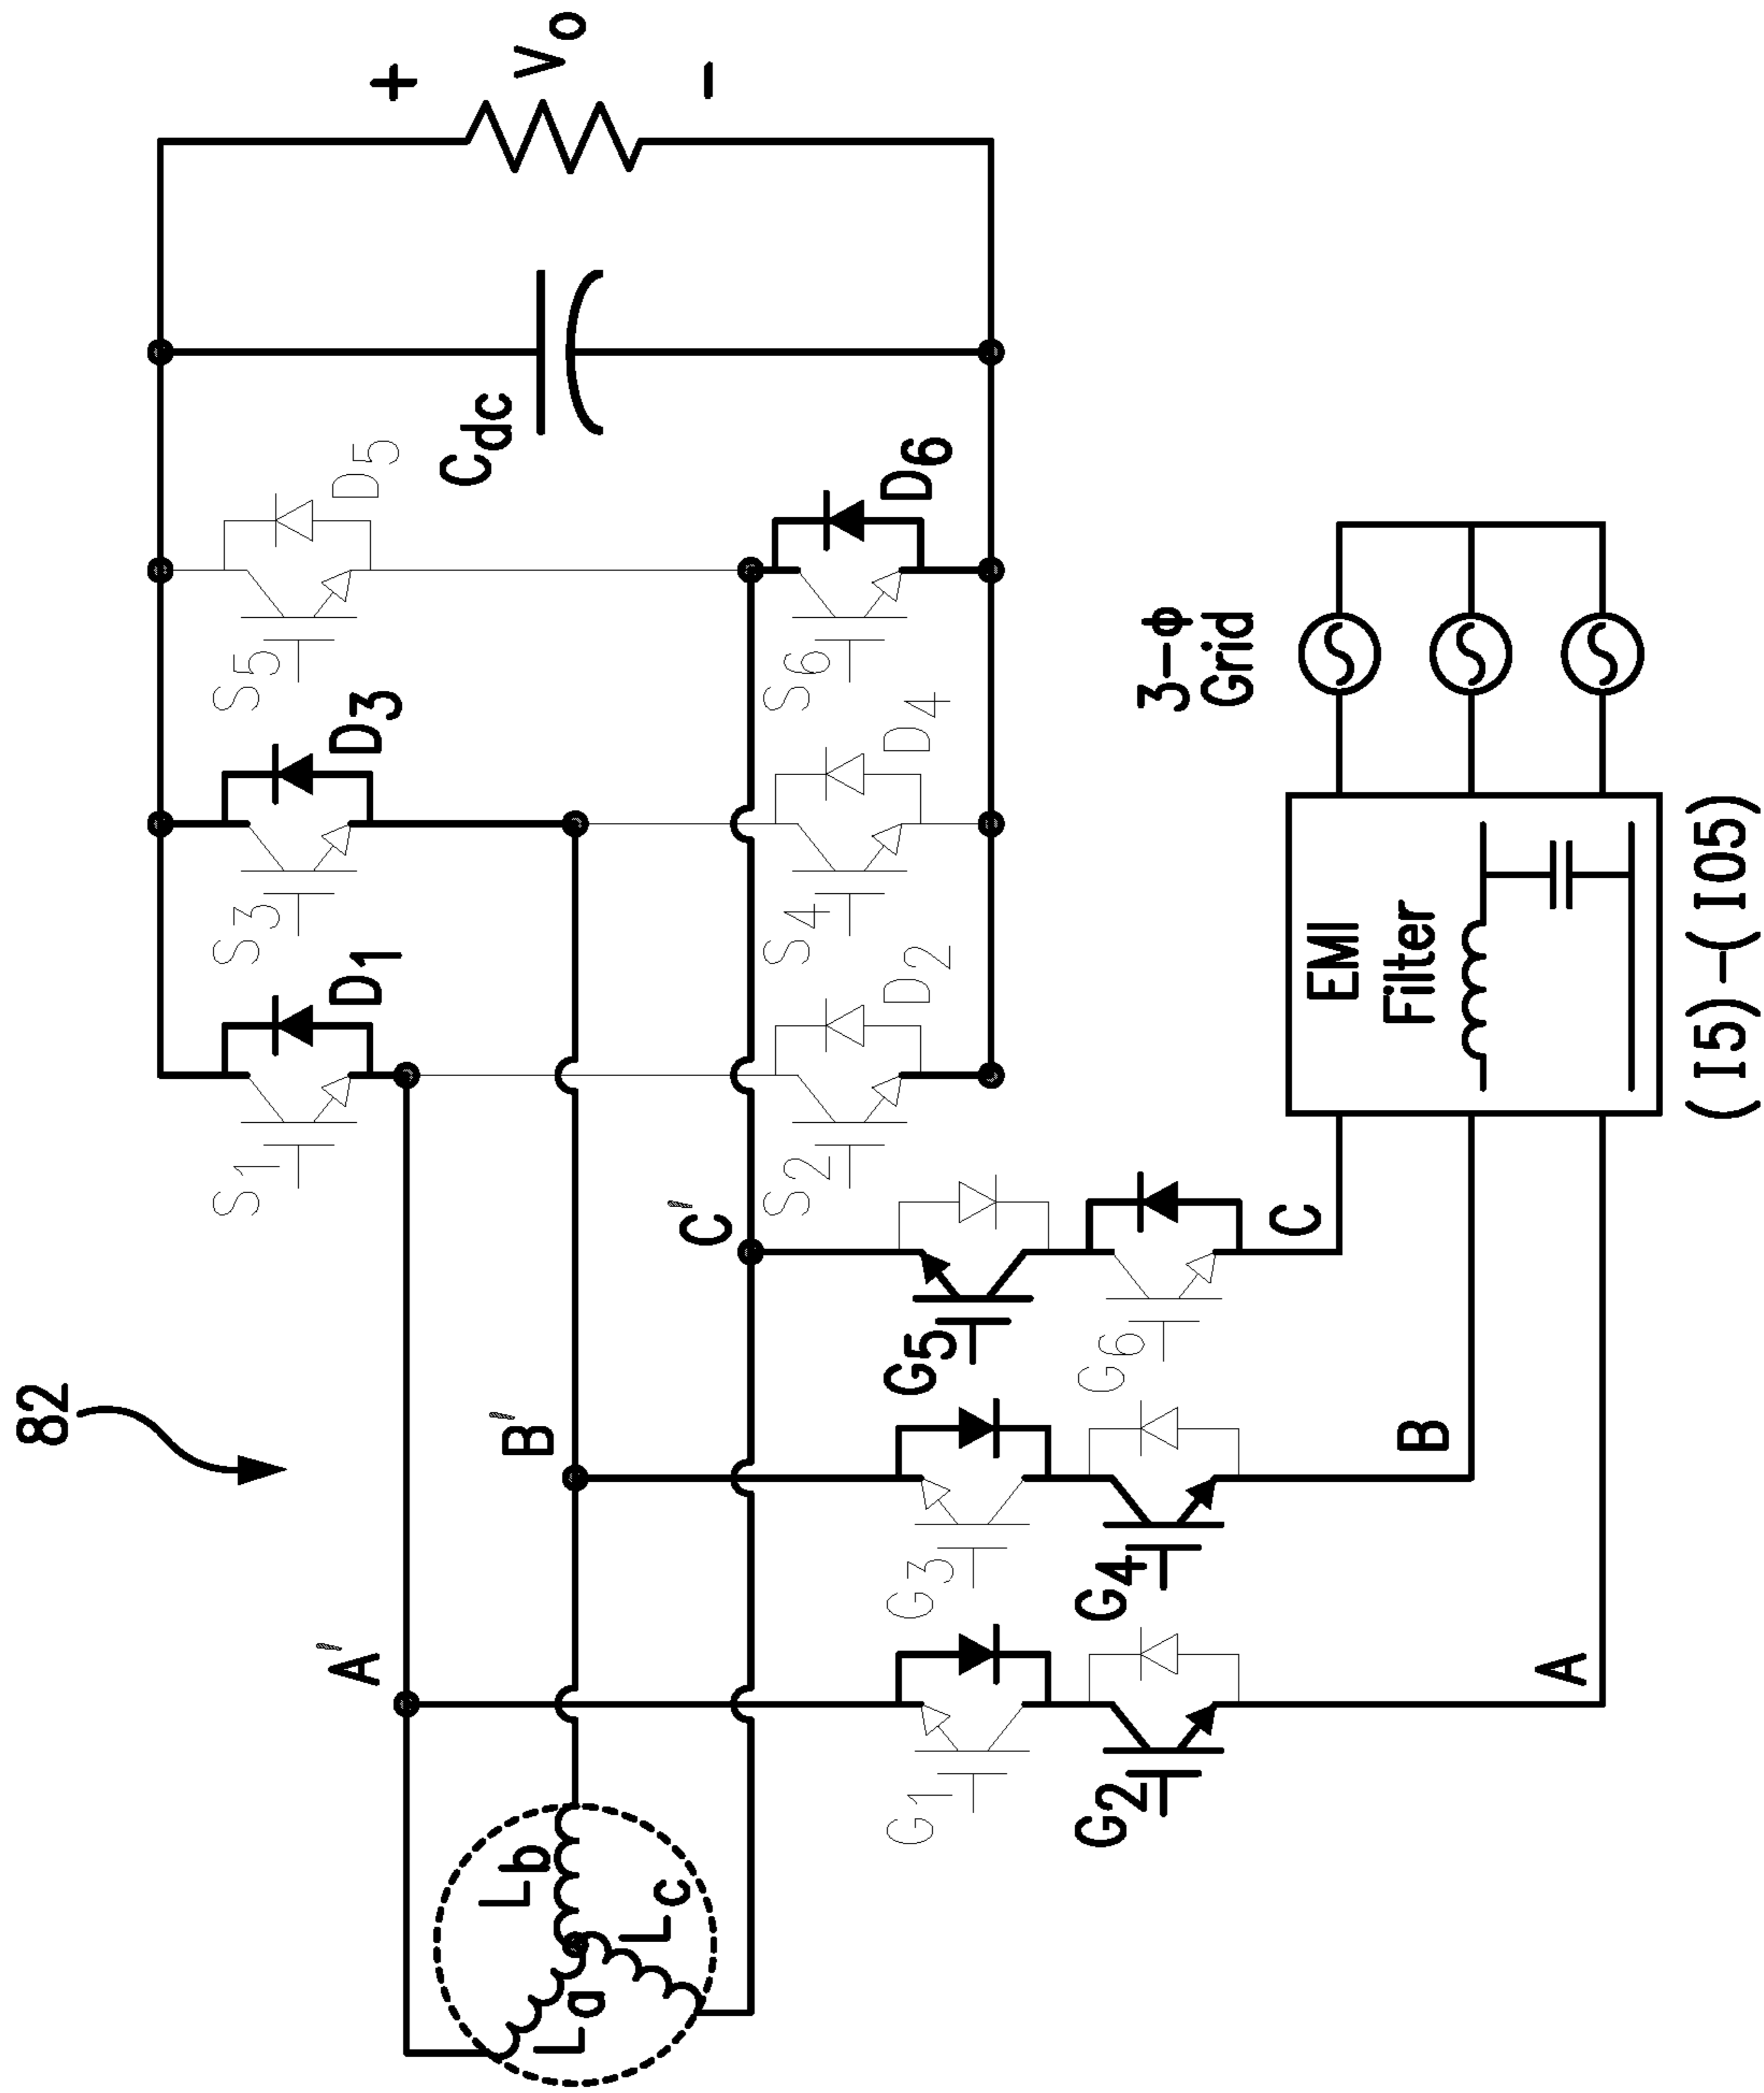 82
A'
B'
C'
La
Lb
Lc
S1
D1
S3
D3
S5
D5
S2
D2
S4
D4
S6
D6
Cdc
+
Vo
−
G1
G2
G3
G4
G5
G6
A
B
C
EMI
Filter
3-ϕ
Grid
(I5)-(I05)